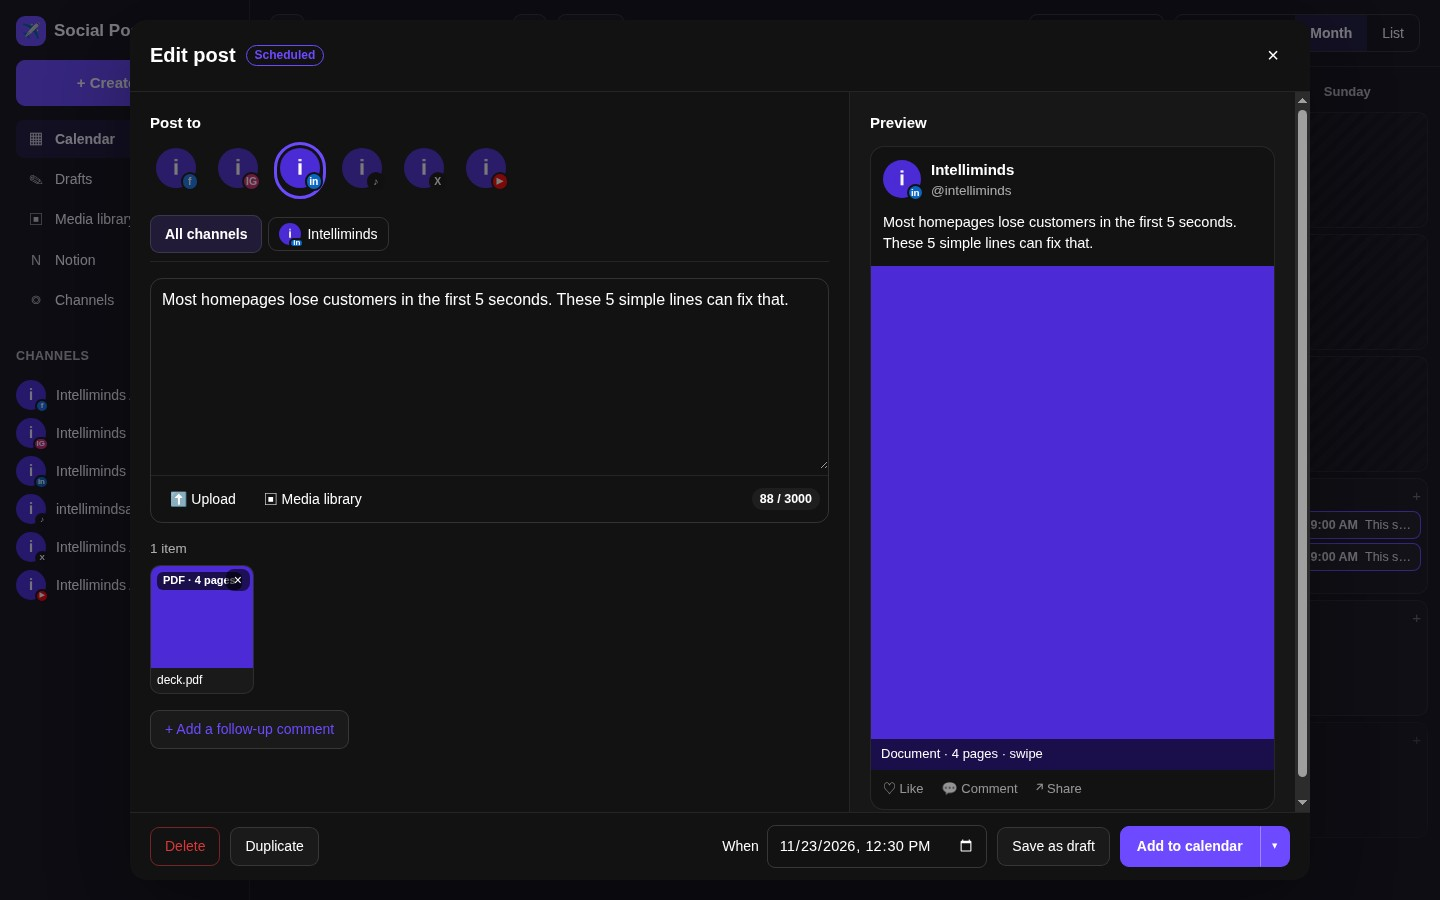 Social Po
+ Create
Calendar
Drafts
Media library
N Notion
Channels
CHANNELS
Intelliminds
Intelliminds
Intelliminds
intellimindsa
Intelliminds
Intelliminds
Month
List
Sunday
9:00 AM This s…
9:00 AM This s…
Edit post
Scheduled
×
Post to
i f
i IG
i in
i ♪
i X
i
All channels
Intelliminds
Most homepages lose customers in the first 5 seconds. These 5 simple lines can fix that.
Upload
Media library
88 / 3000
1 item
PDF · 4 pages
×
deck.pdf
+ Add a follow-up comment
Preview
i in
Intelliminds
@intelliminds
Most homepages lose customers in the first 5 seconds.
These 5 simple lines can fix that.
Document · 4 pages · swipe
Like
Comment
Share
Delete
Duplicate
When
11/23/2026, 12:30 PM
Save as draft
Add to calendar